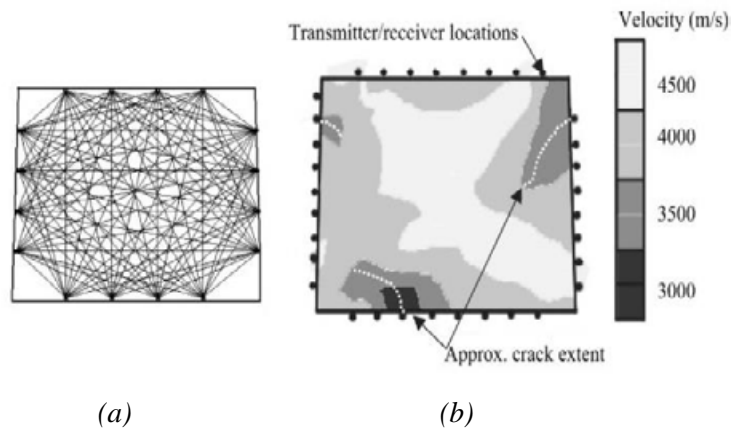 Transmitter/receiver locations
Velocity (m/s)
4500
4000
3500
3000
Approx. crack extent
(a)
(b)